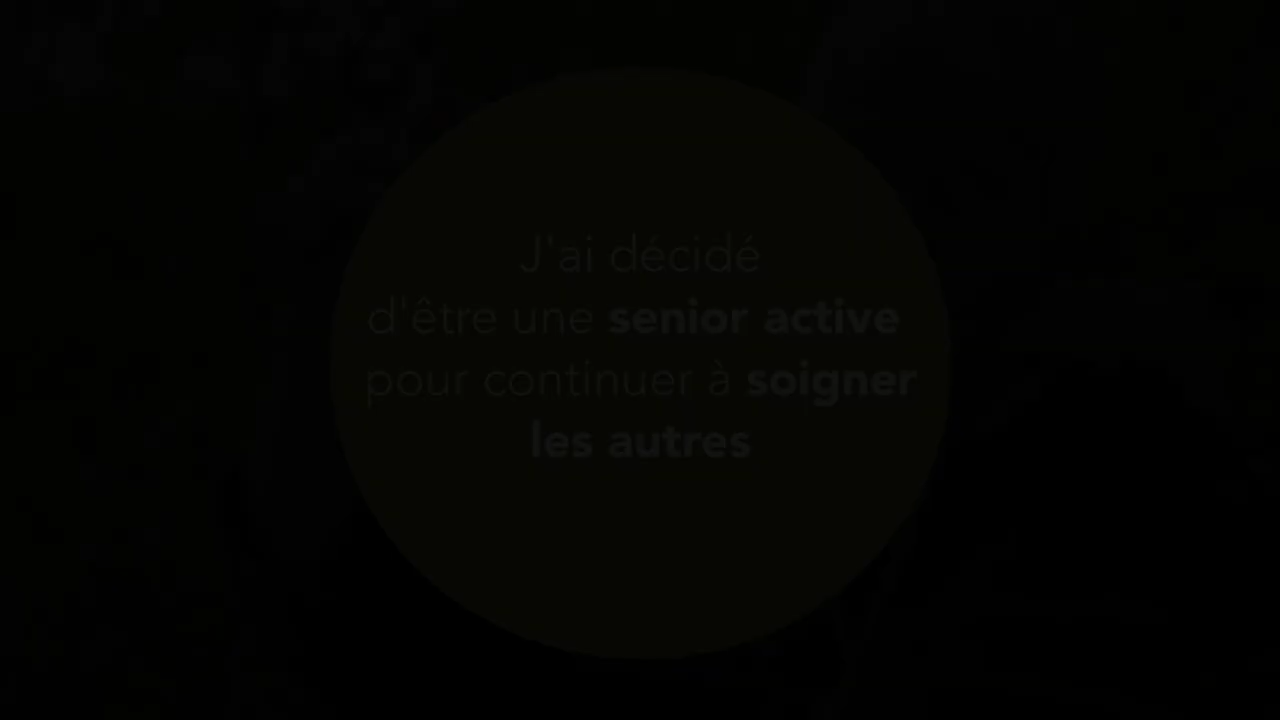 J'ai décidé
d'être une senior active
pour continuer à soigner
les autres